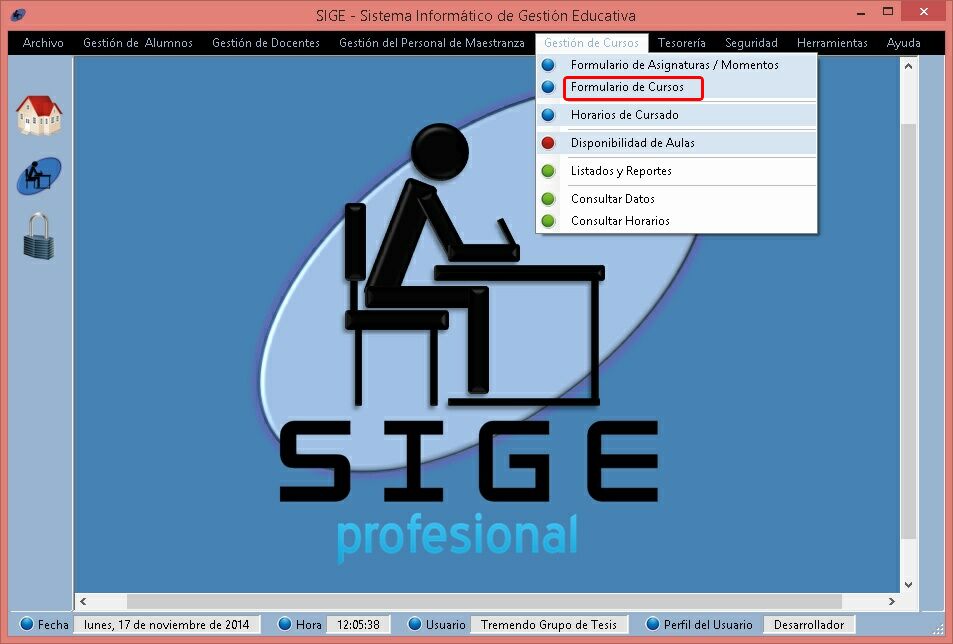 SIGE - Sistema Informático de Gestión Educativa
Archivo Gestión de Alumnos Gestión de Docentes Gestión del Personal de Maestranza Gestión de Cursos Tesorería Seguridad Herramientas Ayuda
Formulario de Asignaturas / Momentos
Formulario de Cursos
Horarios de Cursado
Disponibilidad de Aulas
Listados y Reportes
Consultar Datos
Consultar Horarios
SIGE
profesional
Fecha lunes, 17 de noviembre de 2014 Hora 12:05:38 Usuario Tremendo Grupo de Tesis Perfil del Usuario Desarrollador